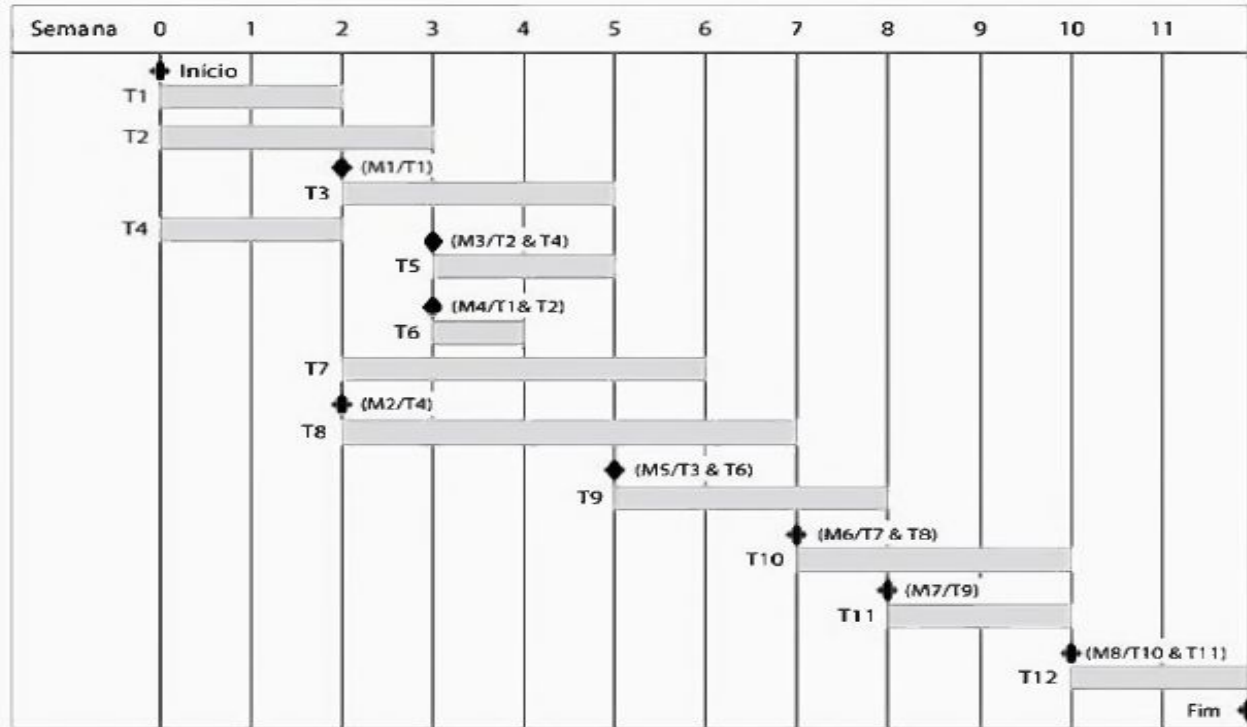 Semana 0 1 2 3 4 5 6 7 8 9 10 11
Início
T1
T2
(M1/T1)
T3
T4
(M3/T2 & T4)
T5
(M4/T1& T2)
T6
T7
(M2/T4)
T8
(M5/T3 & T6)
T9
(M6/T7 & T8)
T10
(M7/T9)
T11
(M8/T10 & T11)
T12
Fim